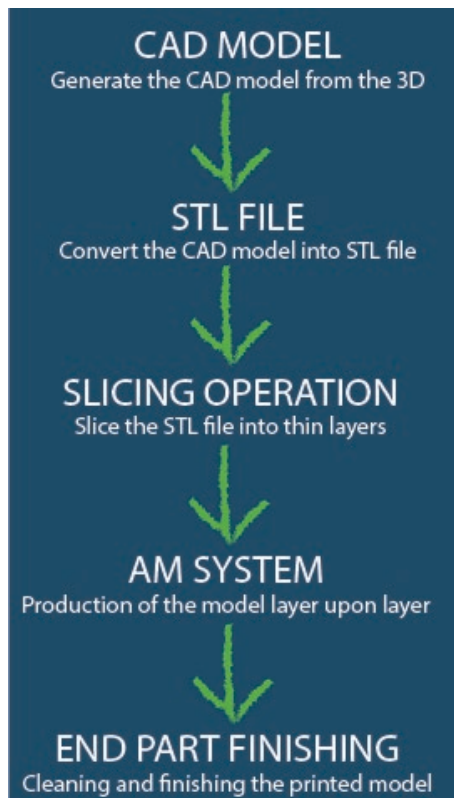 CAD MODEL
Generate the CAD model from the 3D
STL FILE
Convert the CAD model into STL file
SLICING OPERATION
Slice the STL file into thin layers
AM SYSTEM
Production of the model layer upon layer
END PART FINISHING
Cleaning and finishing the printed model